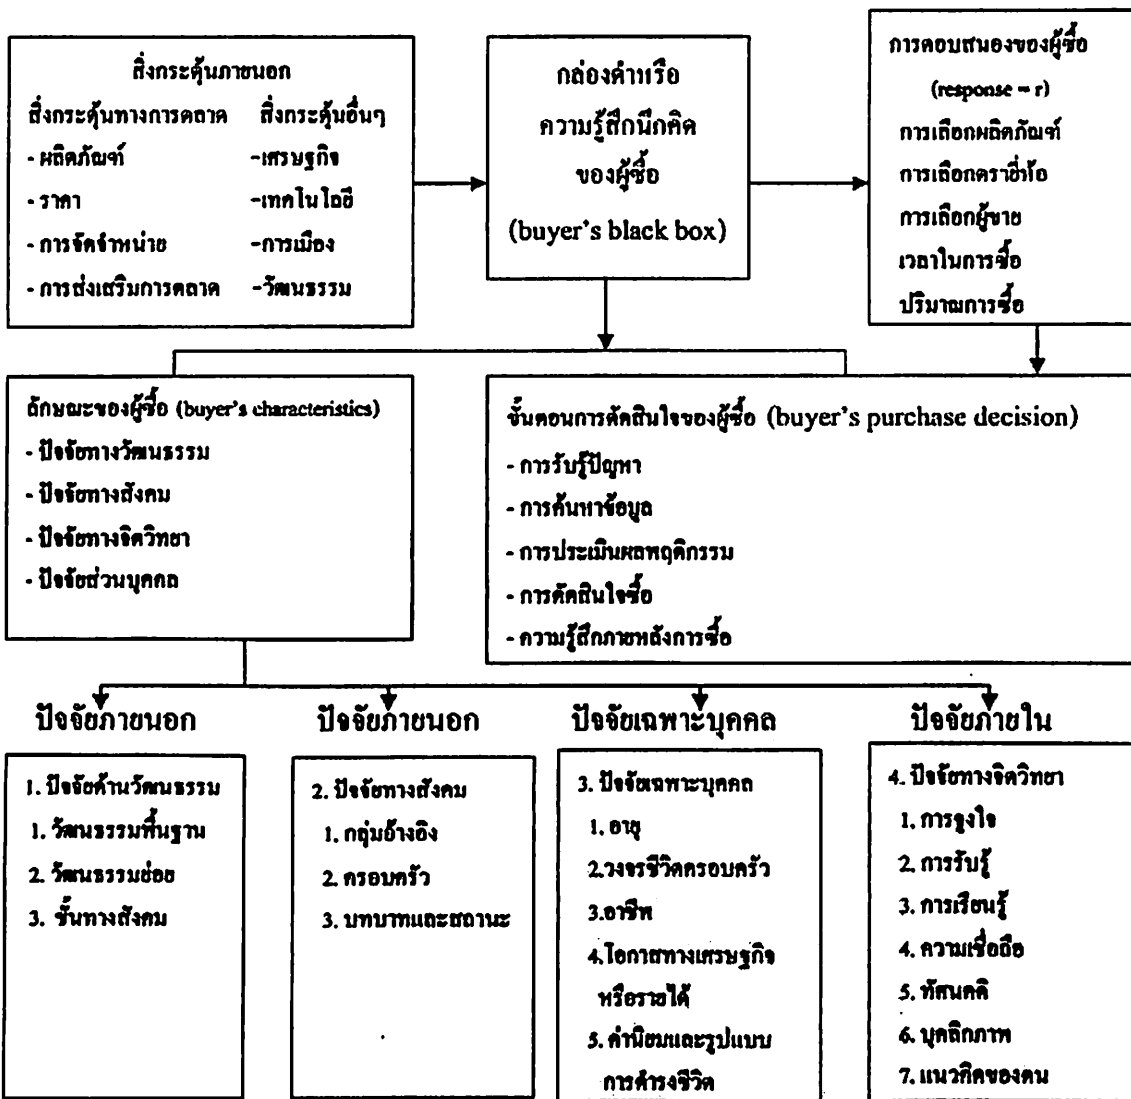 สิ่งกระตุ้นภายนอก
สิ่งกระตุ้นทางการตลาด สิ่งกระตุ้นอื่นๆ
- ผลิตภัณฑ์ -เศรษฐกิจ
- ราคา -เทคโนโลยี
- การจัดจำหน่าย -การเมือง
- การส่งเสริมการตลาด -วัฒนธรรม
กล่องดำหรือ
ความรู้สึกนึกคิด
ของผู้ซื้อ
(buyer's black box)
การตอบสนองของผู้ซื้อ
(response = r)
การเลือกผลิตภัณฑ์
การเลือกตรายี่ห้อ
การเลือกผู้ขาย
เวลาในการซื้อ
ปริมาณการซื้อ
ลักษณะของผู้ซื้อ (buyer's characteristics)
- ปัจจัยทางวัฒนธรรม
- ปัจจัยทางสังคม
- ปัจจัยทางจิตวิทยา
- ปัจจัยส่วนบุคคล
ขั้นตอนการตัดสินใจของผู้ซื้อ (buyer's purchase decision)
- การรับรู้ปัญหา
- การค้นหาข้อมูล
- การประเมินผลพฤติกรรม
- การตัดสินใจซื้อ
- ความรู้สึกภายหลังการซื้อ
ปัจจัยภายนอก
1. ปัจจัยด้านวัฒนธรรม
1. วัฒนธรรมพื้นฐาน
2. วัฒนธรรมย่อย
3. ชั้นทางสังคม
ปัจจัยภายนอก
2. ปัจจัยทางสังคม
1. กลุ่มอ้างอิง
2. ครอบครัว
3. บทบาทและสถานะ
ปัจจัยเฉพาะบุคคล
3. ปัจจัยเฉพาะบุคคล
1. อายุ
2.วงจรชีวิตครอบครัว
3.อาชีพ
4.โอกาสทางเศรษฐกิจ
หรือรายได้
5. ค่านิยมและรูปแบบ
การดำรงชีวิต
ปัจจัยภายใน
4. ปัจจัยทางจิตวิทยา
1. การจูงใจ
2. การรับรู้
3. การเรียนรู้
4. ความเชื่อถือ
5. ทัศนคติ
6. บุคลิกภาพ
7. แนวคิดของตน